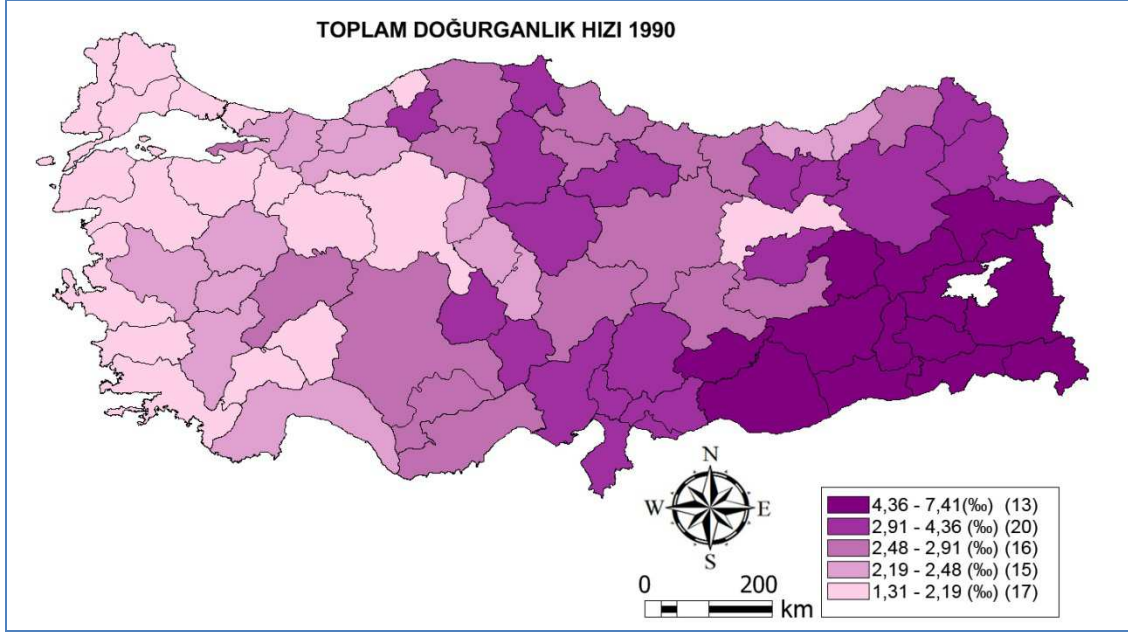 TOPLAM DOĞURGANLIK HIZI 1990
N
W E
S
0 200
km
4,36 - 7,41(‰) (13)
2,91 - 4,36 (‰) (20)
2,48 - 2,91 (‰) (16)
2,19 - 2,48 (‰) (15)
1,31 - 2,19 (‰) (17)